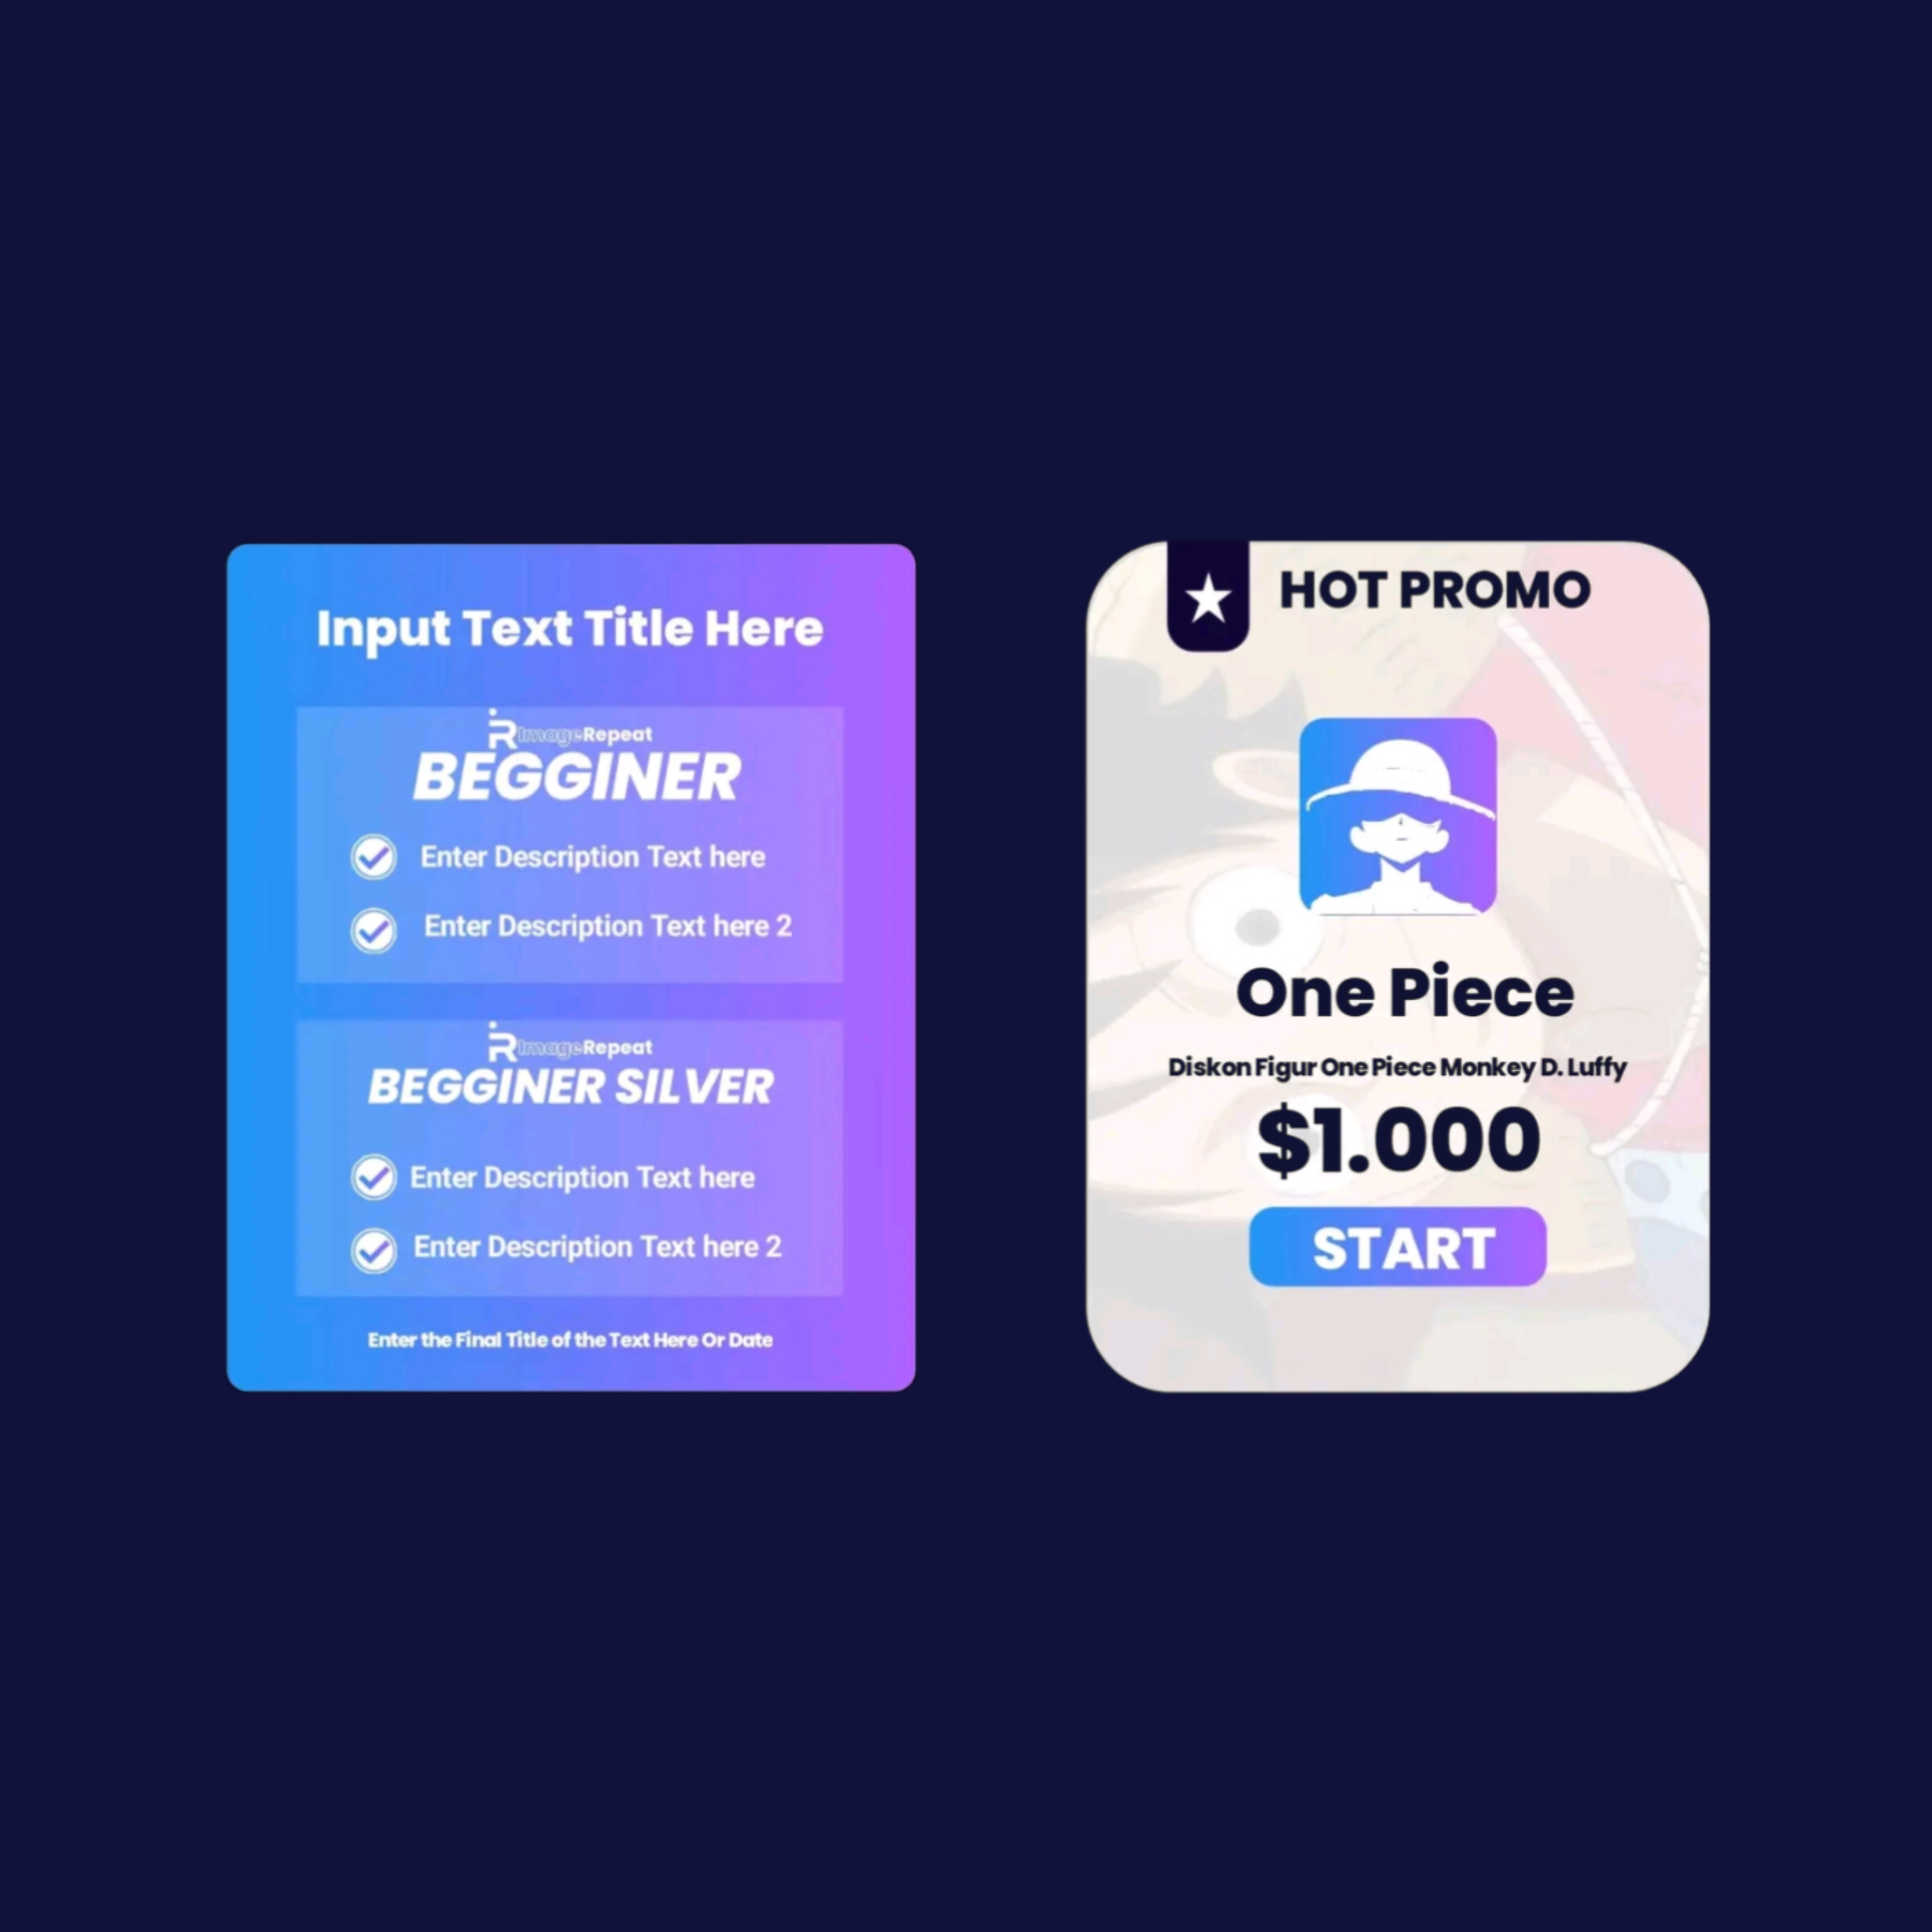 Input Text Title Here
ImageRepeat
BEGGINER
Enter Description Text here
Enter Description Text here 2
ImageRepeat
BEGGINER SILVER
Enter Description Text here
Enter Description Text here 2
Enter the Final Title of the Text Here Or Date
HOT PROMO
One Piece
Diskon Figur One Piece Monkey D. Luffy
$1.000
START